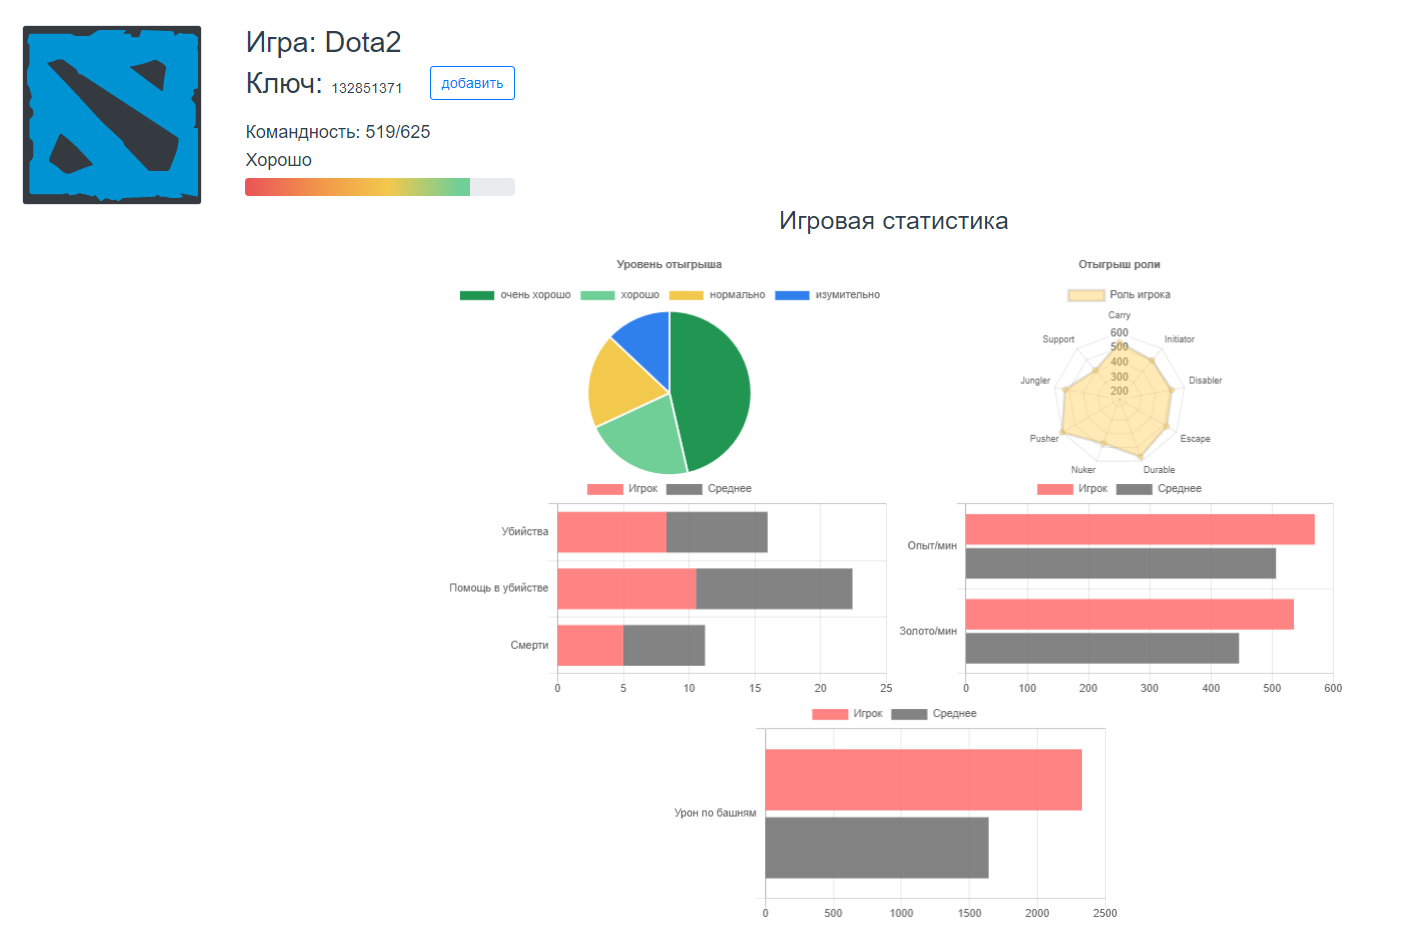 Игра: Dota2
Ключ: 132851371 добавить
Командность: 519/625
Хорошо
Игровая статистика
Уровень отыгрыша
очень хорошо хорошо нормально изумительно
Отыгрыш роли
Роль игрока
Carry
Support 600 Initiator
500
400
Jungler 300 Disabler
200
Pusher Escape
Nuker Durable
Игрок Среднее
Убийства
Помощь в убийстве
Смерти
0 5 10 15 20 25
Игрок Среднее
Опыт/мин
Золото/мин
0 100 200 300 400 500 600
Игрок Среднее
Урон по башням
0 500 1000 1500 2000 2500